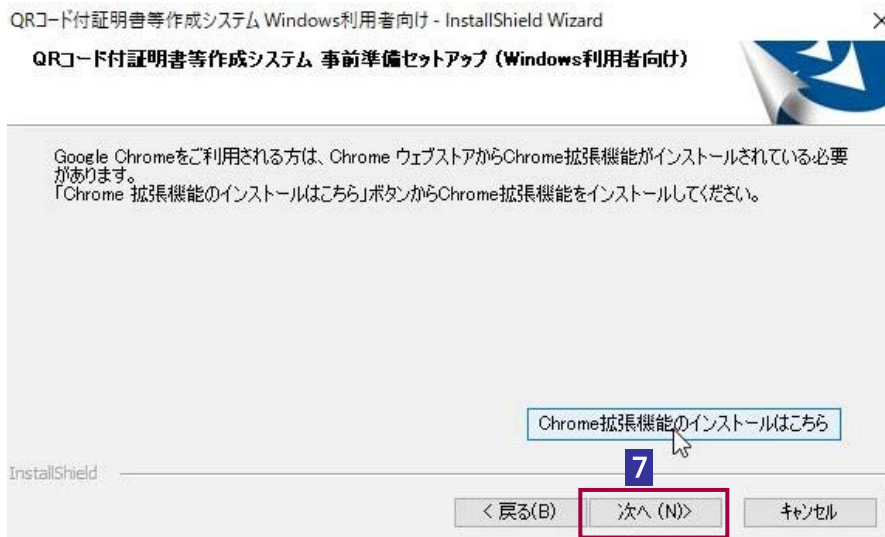 QRコード付証明書等作成システム Windows利用者向け - InstallShield Wizard
QRコード付証明書等作成システム 事前準備セットアップ (Windows利用者向け)
Google Chromeをご利用される方は、Chrome ウェブストアからChrome拡張機能がインストールされている必要
があります。
「Chrome 拡張機能のインストールはこちら」ボタンからChrome拡張機能をインストールしてください。
Chrome拡張機能のインストールはこちら
InstallShield
7
< 戻る(B)
次へ (N)>
キャンセル